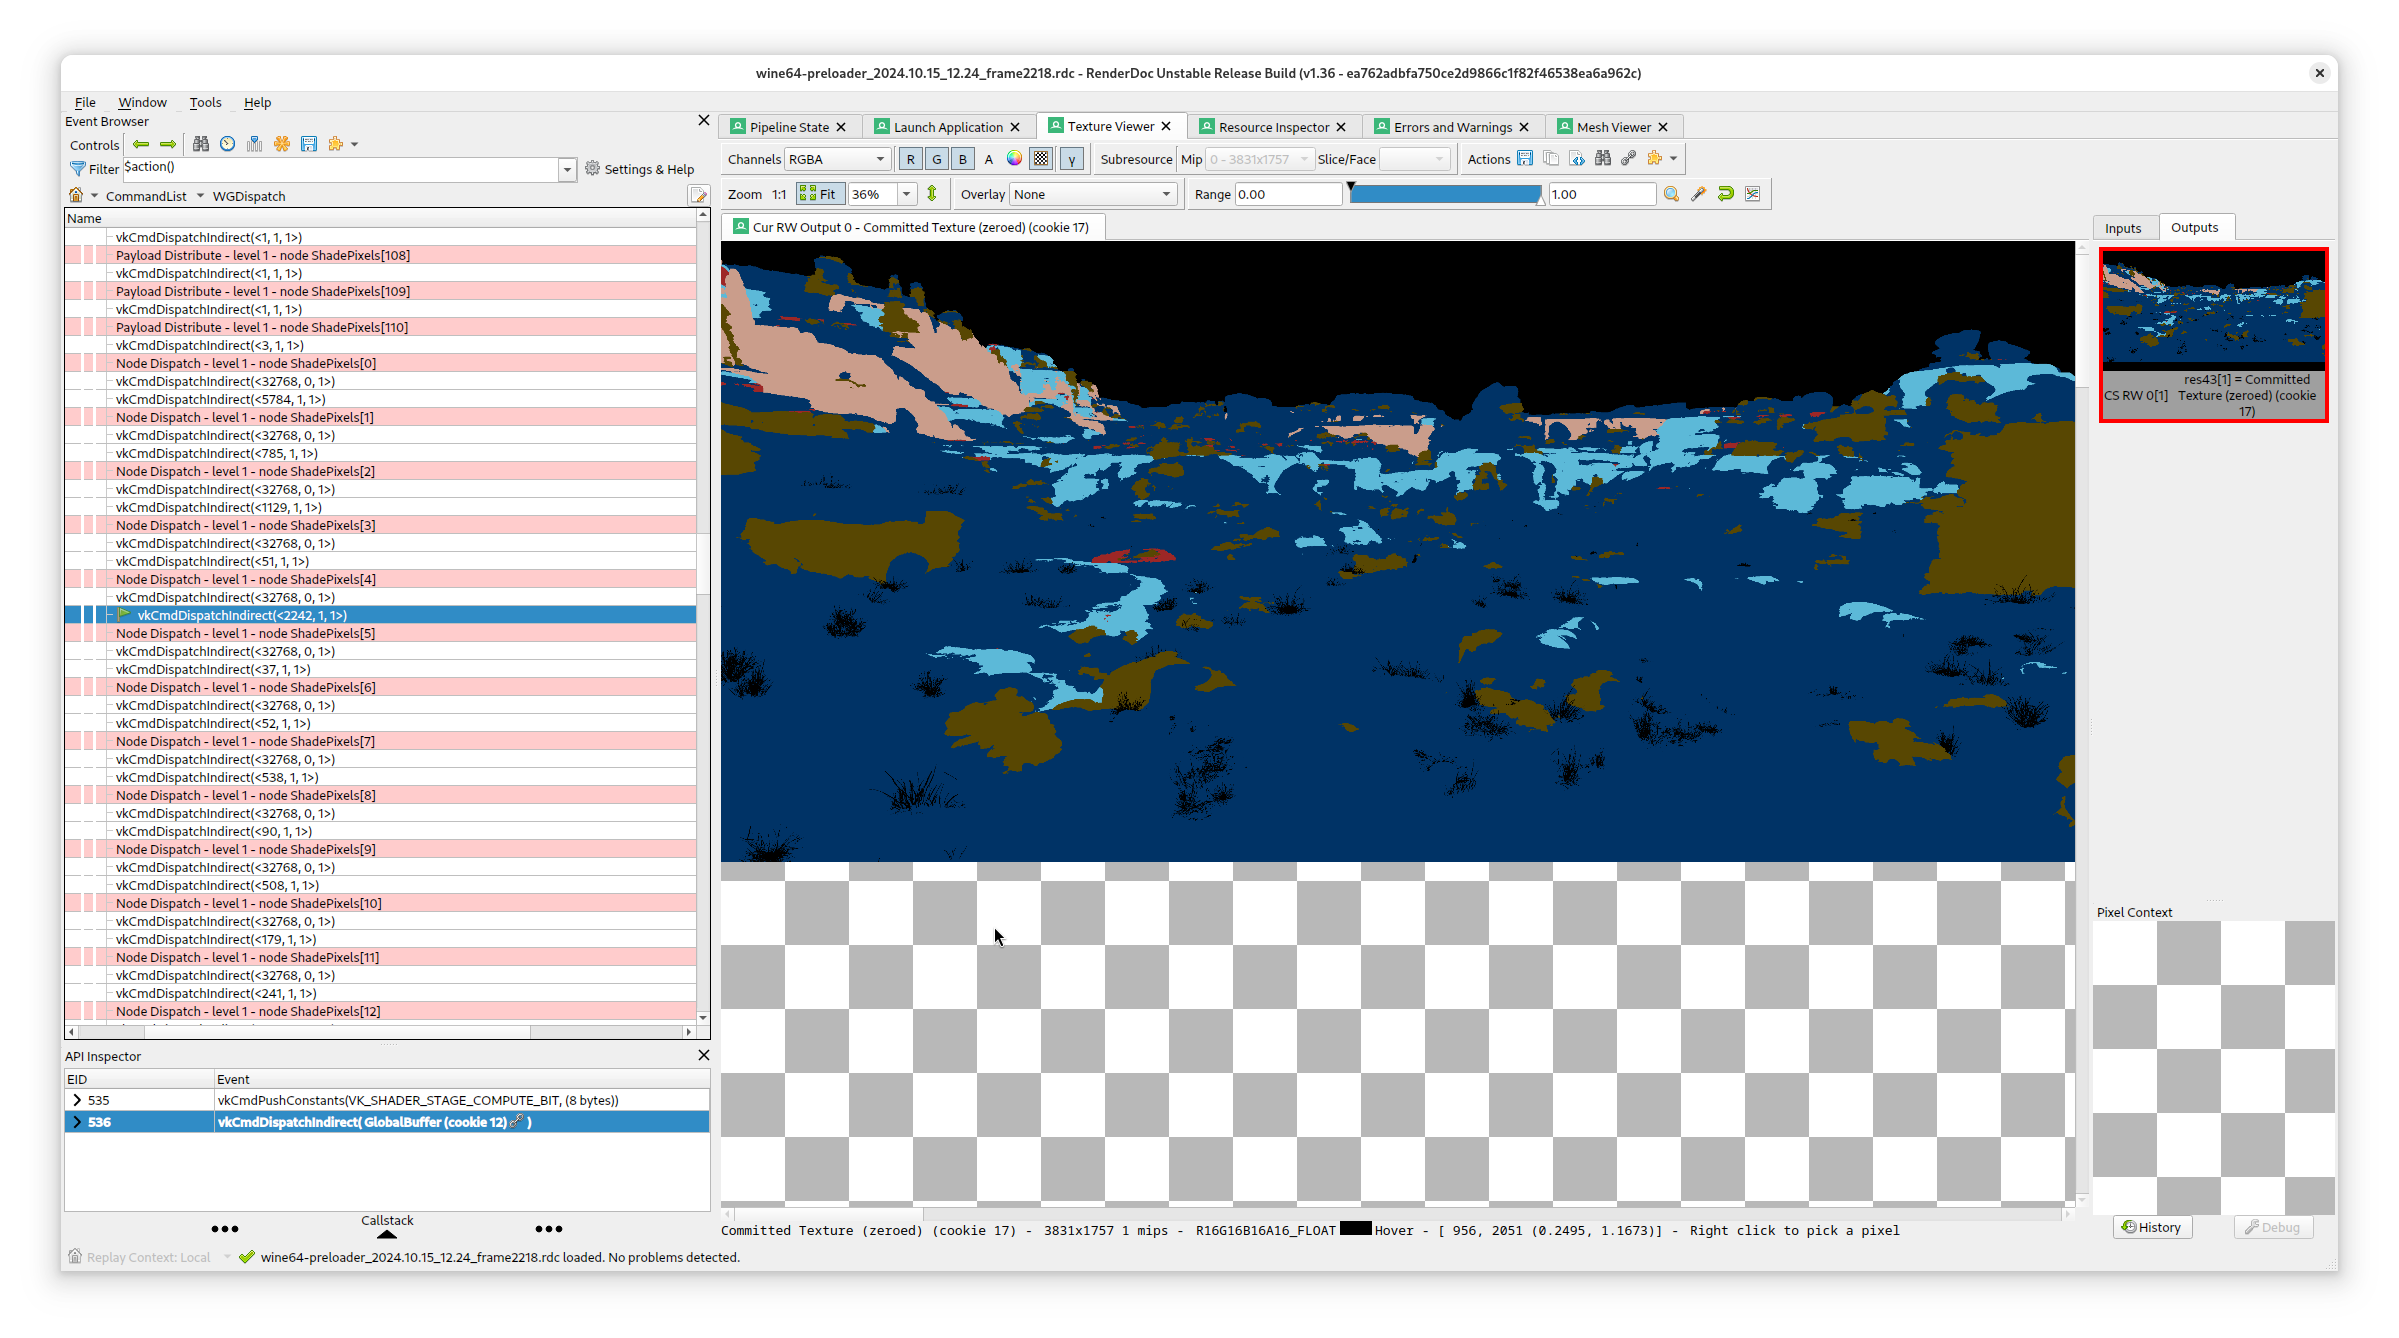 wine64-preloader_2024.10.15_12.24_frame2218.rdc - RenderDoc Unstable Release Build (v1.36 - ea762adbfa750ce2d9866c1f82f46538ea6a962c)
File Window Tools Help
Event Browser
Controls
Filter $action() Settings & Help
CommandList WGDispatch
Name
vkCmdDispatchIndirect(<1, 1, 1>)
Payload Distribute - level 1 - node ShadePixels[108]
vkCmdDispatchIndirect(<1, 1, 1>)
Payload Distribute - level 1 - node ShadePixels[109]
vkCmdDispatchIndirect(<1, 1, 1>)
Payload Distribute - level 1 - node ShadePixels[110]
vkCmdDispatchIndirect(<3, 1, 1>)
Node Dispatch - level 1 - node ShadePixels[0]
vkCmdDispatchIndirect(<32768, 0, 1>)
vkCmdDispatchIndirect(<5784, 1, 1>)
Node Dispatch - level 1 - node ShadePixels[1]
vkCmdDispatchIndirect(<32768, 0, 1>)
vkCmdDispatchIndirect(<785, 1, 1>)
Node Dispatch - level 1 - node ShadePixels[2]
vkCmdDispatchIndirect(<32768, 0, 1>)
vkCmdDispatchIndirect(<1129, 1, 1>)
Node Dispatch - level 1 - node ShadePixels[3]
vkCmdDispatchIndirect(<32768, 0, 1>)
vkCmdDispatchIndirect(<51, 1, 1>)
Node Dispatch - level 1 - node ShadePixels[4]
vkCmdDispatchIndirect(<32768, 0, 1>)
vkCmdDispatchIndirect(<2242, 1, 1>)
Node Dispatch - level 1 - node ShadePixels[5]
vkCmdDispatchIndirect(<32768, 0, 1>)
vkCmdDispatchIndirect(<37, 1, 1>)
Node Dispatch - level 1 - node ShadePixels[6]
vkCmdDispatchIndirect(<32768, 0, 1>)
vkCmdDispatchIndirect(<52, 1, 1>)
Node Dispatch - level 1 - node ShadePixels[7]
vkCmdDispatchIndirect(<32768, 0, 1>)
vkCmdDispatchIndirect(<538, 1, 1>)
Node Dispatch - level 1 - node ShadePixels[8]
vkCmdDispatchIndirect(<32768, 0, 1>)
vkCmdDispatchIndirect(<90, 1, 1>)
Node Dispatch - level 1 - node ShadePixels[9]
vkCmdDispatchIndirect(<32768, 0, 1>)
vkCmdDispatchIndirect(<508, 1, 1>)
Node Dispatch - level 1 - node ShadePixels[10]
vkCmdDispatchIndirect(<32768, 0, 1>)
vkCmdDispatchIndirect(<179, 1, 1>)
Node Dispatch - level 1 - node ShadePixels[11]
vkCmdDispatchIndirect(<32768, 0, 1>)
vkCmdDispatchIndirect(<241, 1, 1>)
Node Dispatch - level 1 - node ShadePixels[12]
API Inspector
EID Event
535 vkCmdPushConstants(VK_SHADER_STAGE_COMPUTE_BIT, (8 bytes))
536 vkCmdDispatchIndirect( GlobalBuffer (cookie 12) )
Callstack
Pipeline State Launch Application Texture Viewer Resource Inspector Errors and Warnings Mesh Viewer
Channels RGBA R G B A γ Subresource Mip 0 - 3831x1757 Slice/Face Actions
Zoom 1:1 Fit 36% Overlay None Range 0.00 1.00
Cur RW Output 0 - Committed Texture (zeroed) (cookie 17)
Inputs Outputs
CS RW 0[1] res43[1] = Committed
Texture (zeroed) (cookie
17)
Pixel Context
History Debug
Committed Texture (zeroed) (cookie 17) - 3831x1757 1 mips - R16G16B16A16_FLOAT Hover - [ 956, 2051 (0.2495, 1.1673)] - Right click to pick a pixel
Replay Context: Local wine64-preloader_2024.10.15_12.24_frame2218.rdc loaded. No problems detected.